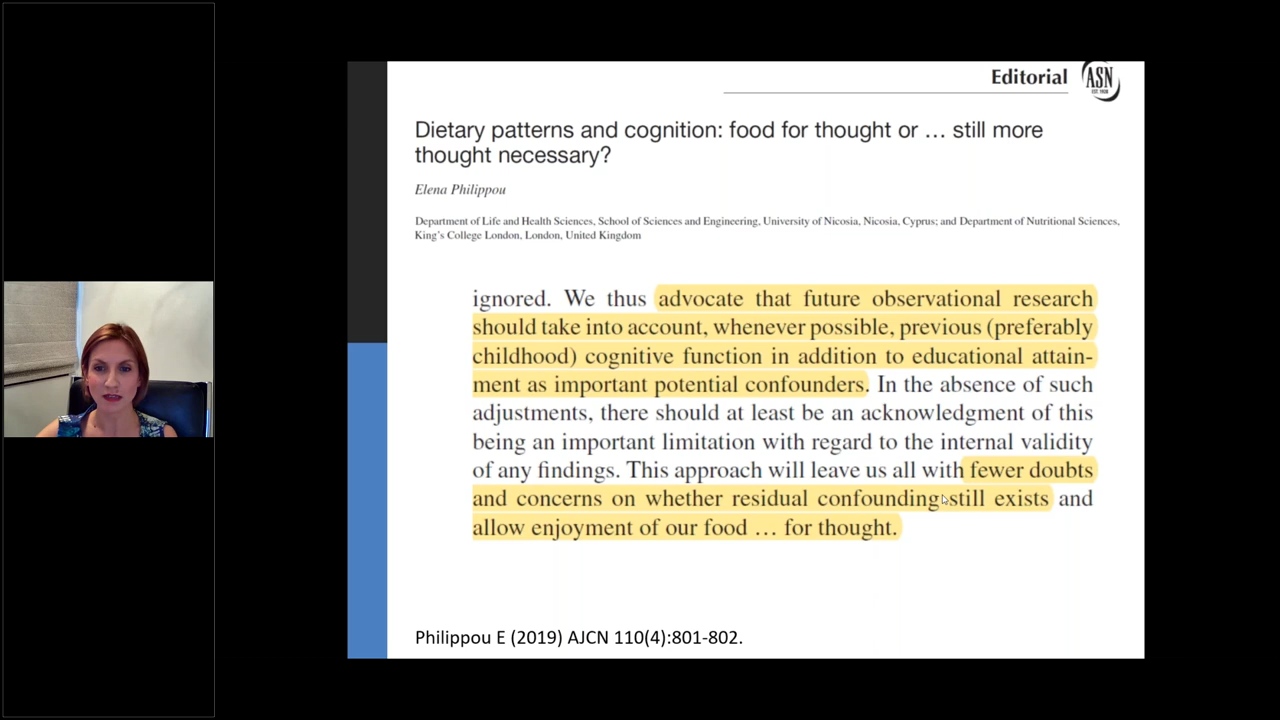 Editorial
ASN
EST. 1928
Dietary patterns and cognition: food for thought or … still more
thought necessary?
Elena Philippou
Department of Life and Health Sciences, School of Sciences and Engineering, University of Nicosia, Nicosia, Cyprus; and Department of Nutritional Sciences,
King's College London, London, United Kingdom
ignored. We thus advocate that future observational research
should take into account, whenever possible, previous (preferably
childhood) cognitive function in addition to educational attain-
ment as important potential confounders. In the absence of such
adjustments, there should at least be an acknowledgment of this
being an important limitation with regard to the internal validity
of any findings. This approach will leave us all with fewer doubts
and concerns on whether residual confounding still exists and
allow enjoyment of our food … for thought.
Philippou E (2019) AJCN 110(4):801-802.